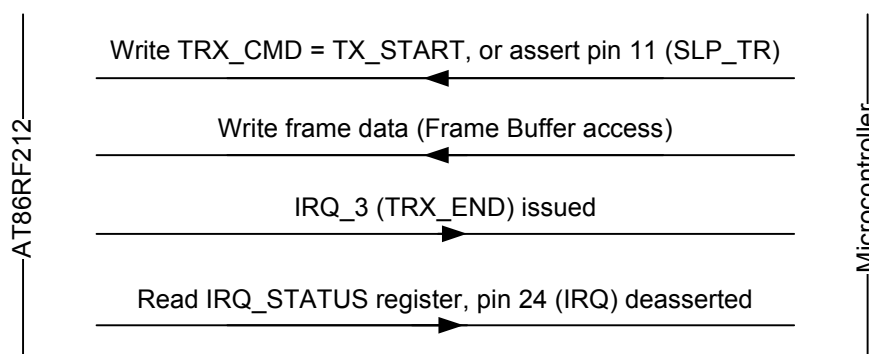 Write TRX_CMD = TX_START, or assert pin 11 (SLP_TR)
Write frame data (Frame Buffer access)
IRQ_3 (TRX_END) issued
Read IRQ_STATUS register, pin 24 (IRQ) deasserted
AT86RF212
Microcontroller